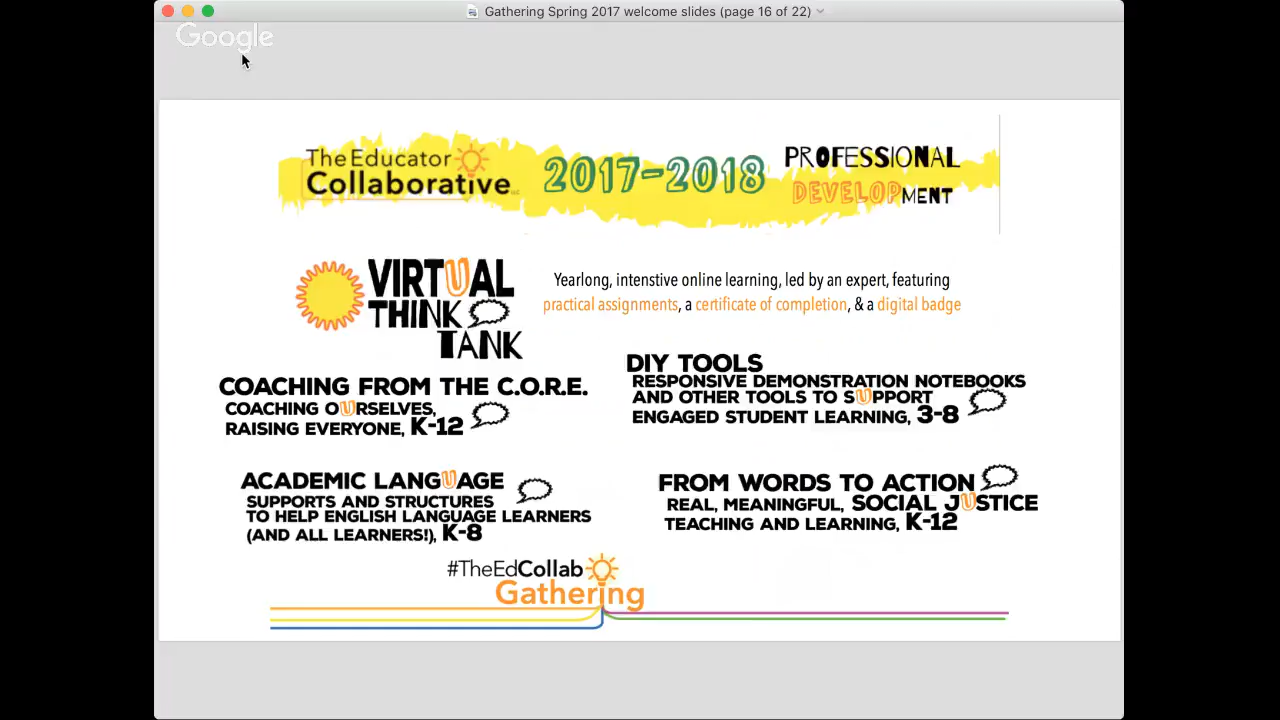 Gathering Spring 2017 welcome slides (page 16 of 22)
Google
The Educator
Collaborative
2017-2018
PROFESSIONAL
DEVELOPMENT
VIRTUAL
THINK
TANK
Yearlong, intenstive online learning, led by an expert, featuring
practical assignments, a certificate of completion, & a digital badge
COACHING FROM THE C.O.R.E.
COACHING OURSELVES,
RAISING EVERYONE, K-12
DIY TOOLS
RESPONSIVE DEMONSTRATION NOTEBOOKS
AND OTHER TOOLS TO SUPPORT
ENGAGED STUDENT LEARNING, 3-8
ACADEMIC LANGUAGE
SUPPORTS AND STRUCTURES
TO HELP ENGLISH LANGUAGE LEARNERS
(AND ALL LEARNERS!), K-8
FROM WORDS TO ACTION
REAL, MEANINGFUL, SOCIAL JUSTICE
TEACHING AND LEARNING, K-12
#TheEdCollab
Gathering